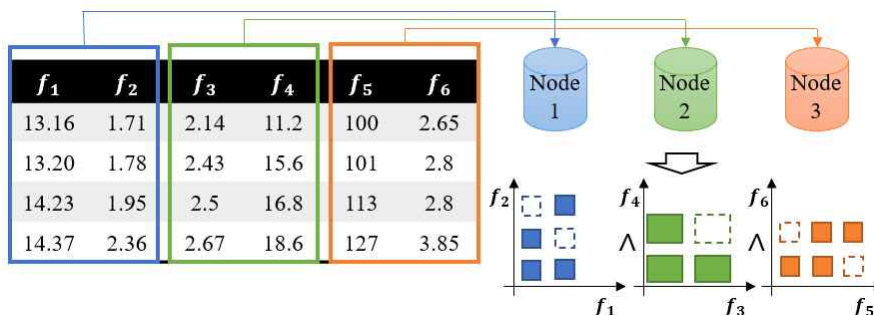 f₁ f₂ f₃ f₄ f₅ f₆
13.16 1.71 2.14 11.2 100 2.65
13.20 1.78 2.43 15.6 101 2.8
14.23 1.95 2.5 16.8 113 2.8
14.37 2.36 2.67 18.6 127 3.85
Node
1
Node
2
Node
3
f₂ f₄ f₆
∧ ∧
f₁ f₃ f₅